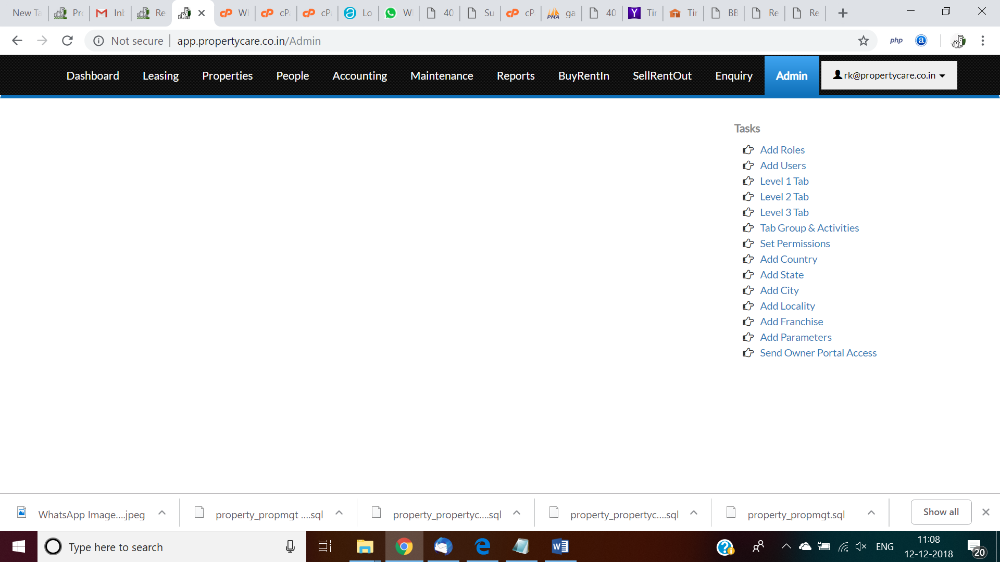 New Ta Pro Inb Re Wh cP cP Lo Wh 40 Su cP ga 40 Tir Tir BB Re Re
Not secure app.propertycare.co.in/Admin php a
Dashboard Leasing Properties People Accounting Maintenance Reports BuyRentIn SellRentOut Enquiry Admin rk@propertycare.co.in
Tasks
Add Roles
Add Users
Level 1 Tab
Level 2 Tab
Level 3 Tab
Tab Group & Activities
Set Permissions
Add Country
Add State
Add City
Add Locality
Add Franchise
Add Parameters
Send Owner Portal Access
WhatsApp Image....jpeg property_propmgt ....sql property_propertyc....sql property_propertyc....sql property_propmgt.sql Show all
Type here to search ENG 11:08
12-12-2018 20